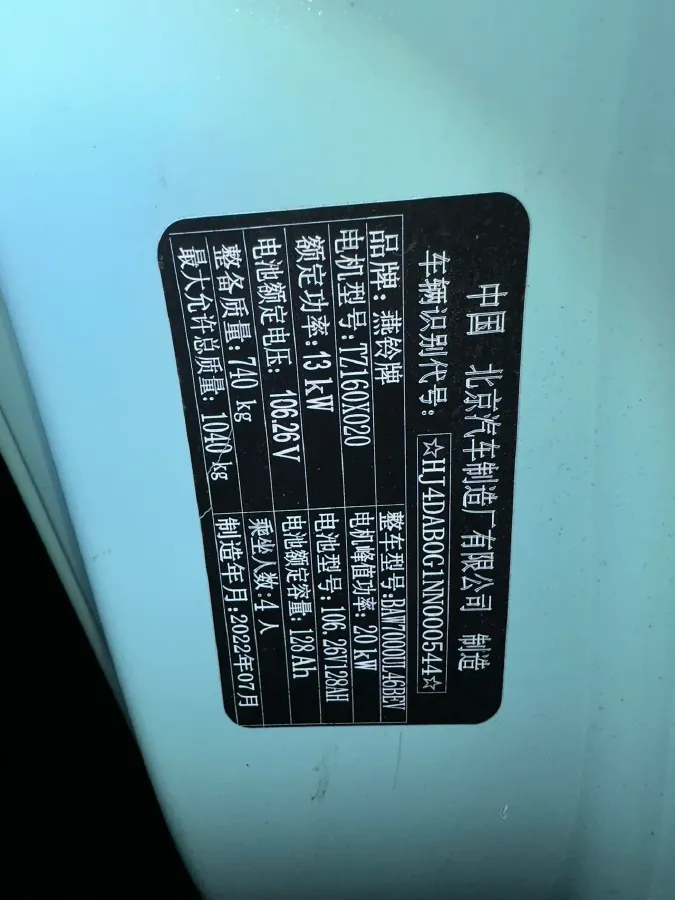 中国 北京汽车制造厂有限公司 制造
车辆识别代号：☆HJ4DAB0G1NN000544☆
品牌：燕铃牌 整车型号:BAW7000U146BEV
电机型号:TZ160X020 电机峰值功率:20 kW
额定功率:13 kW 电池型号:106.26V128AH
电池额定电压: 106.26 V 电池额定容量:128 Ah
整备质量:740 kg 乘坐人数:4 人
最大允许总质量:1040 kg 制造年月:2022年07月